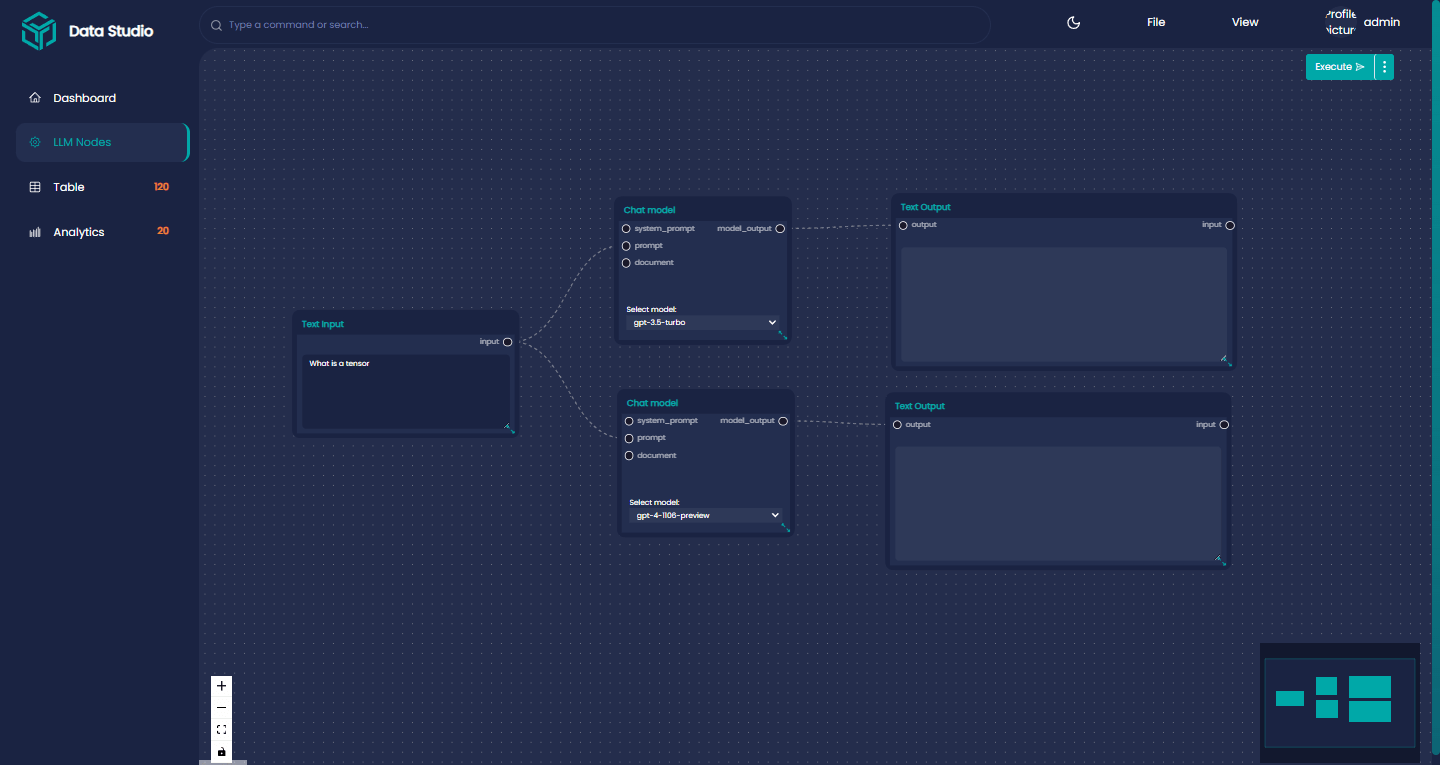 Data Studio
Type a command or search...
File
View
Profile
admin
Execute
Dashboard
LLM Nodes
Table
120
Analytics
20
Text Input
input
What is a tensor
Chat model
system_prompt
model_output
prompt
document
Select model:
gpt-3.5-turbo
Text Output
output
input
Chat model
system_prompt
model_output
prompt
document
Select model:
gpt-4-1106-preview
Text Output
output
input